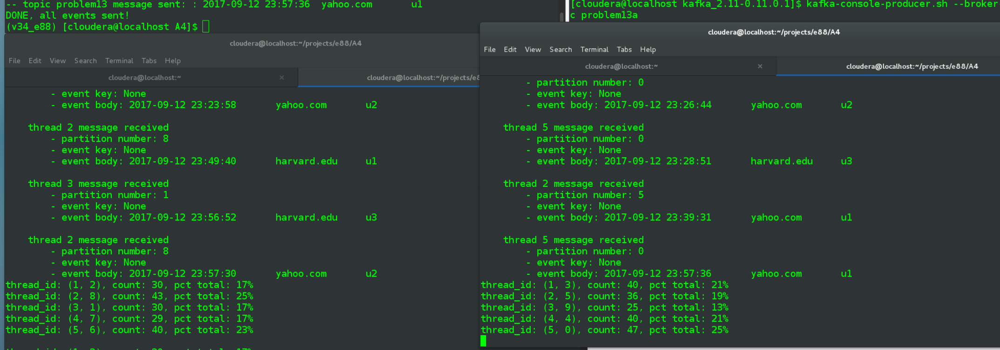 -- topic problem13 message sent: : 2017-09-12 23:57:36  yahoo.com       u1
DONE, all events sent!
(v34_e88) [cloudera@localhost A4]$
[cloudera@localhost kafka_2.11-0.11.0.1]$ kafka-console-producer.sh --broker
c problem13a
cloudera@localhost:~/projects/e88/A4
File Edit View Search Terminal Tabs Help
cloudera@localhost:~ × cloudera@localhost:~/projects/e8
- event key: None
- event body: 2017-09-12 23:23:58       yahoo.com       u2
thread 2 message received
- partition number: 8
- event key: None
- event body: 2017-09-12 23:49:40       harvard.edu     u1
thread 3 message received
- partition number: 1
- event key: None
- event body: 2017-09-12 23:56:52       harvard.edu     u3
thread 2 message received
- partition number: 8
- event key: None
- event body: 2017-09-12 23:57:30       yahoo.com       u2
thread_id: (1, 2), count: 30, pct total: 17%
thread_id: (2, 8), count: 43, pct total: 25%
thread_id: (3, 1), count: 30, pct total: 17%
thread_id: (4, 7), count: 29, pct total: 17%
thread_id: (5, 6), count: 40, pct total: 23%
cloudera@localhost:~/projects/e88/A4
File Edit View Search Terminal Tabs Help
cloudera@localhost:~ × cloudera@localhost:~/projects/e88/A4
- partition number: 0
- event key: None
- event body: 2017-09-12 23:26:44       yahoo.com       u2
thread 5 message received
- partition number: 0
- event key: None
- event body: 2017-09-12 23:28:51       harvard.edu     u3
thread 2 message received
- partition number: 5
- event key: None
- event body: 2017-09-12 23:39:31       yahoo.com       u1
thread 5 message received
- partition number: 0
- event key: None
- event body: 2017-09-12 23:57:36       yahoo.com       u1
thread_id: (1, 3), count: 40, pct total: 21%
thread_id: (2, 5), count: 36, pct total: 19%
thread_id: (3, 9), count: 25, pct total: 13%
thread_id: (4, 4), count: 40, pct total: 21%
thread_id: (5, 0), count: 47, pct total: 25%